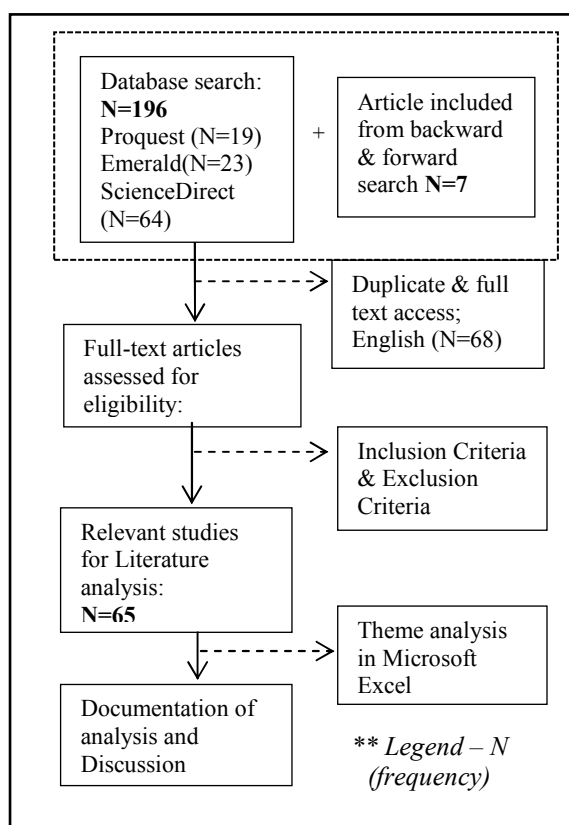 Database search:
N=196
Proquest (N=19)
Emerald(N=23)
ScienceDirect
(N=64)
+
Article included
from backward
& forward
search N=7
Duplicate & full
text access;
English (N=68)
Full-text articles
assessed for
eligibility:
Inclusion Criteria
& Exclusion
Criteria
Relevant studies
for Literature
analysis:
N=65
Theme analysis
in Microsoft
Excel
Documentation of
analysis and
Discussion
** Legend – N
(frequency)